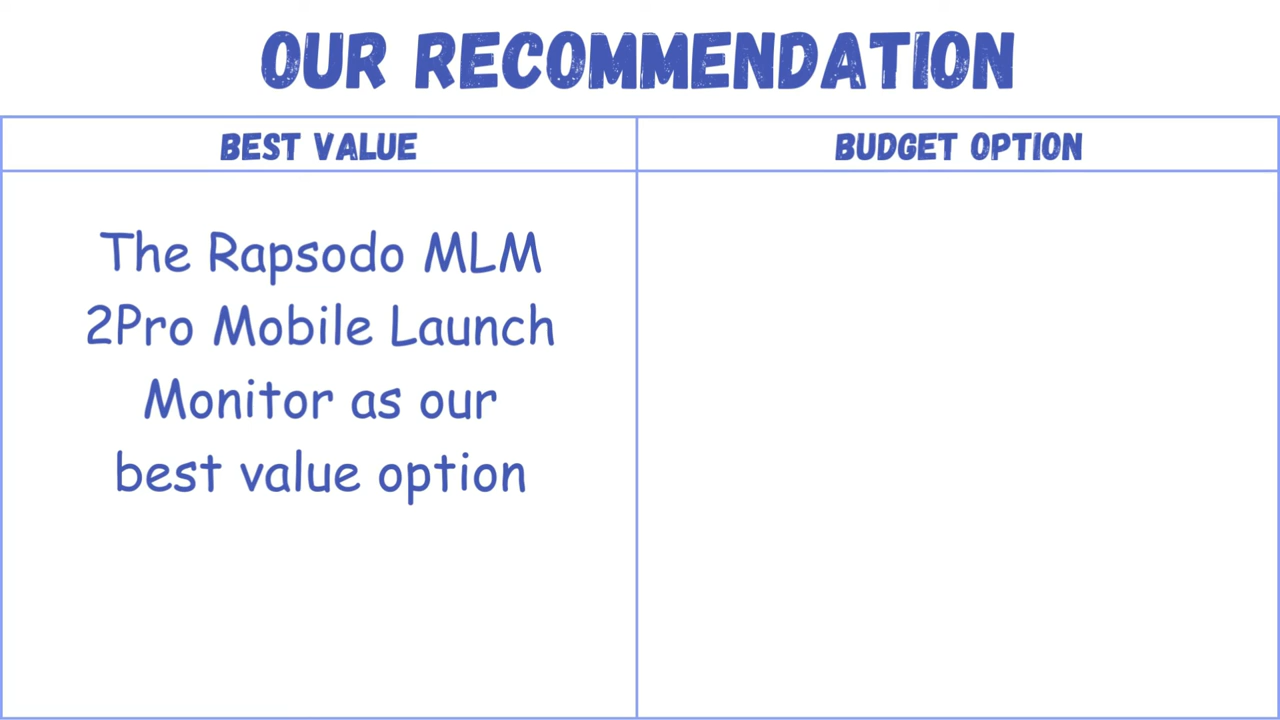 OUR RECOMMENDATION
BEST VALUE
BUDGET OPTION
The Rapsodo MLM
2Pro Mobile Launch
Monitor as our
best value option